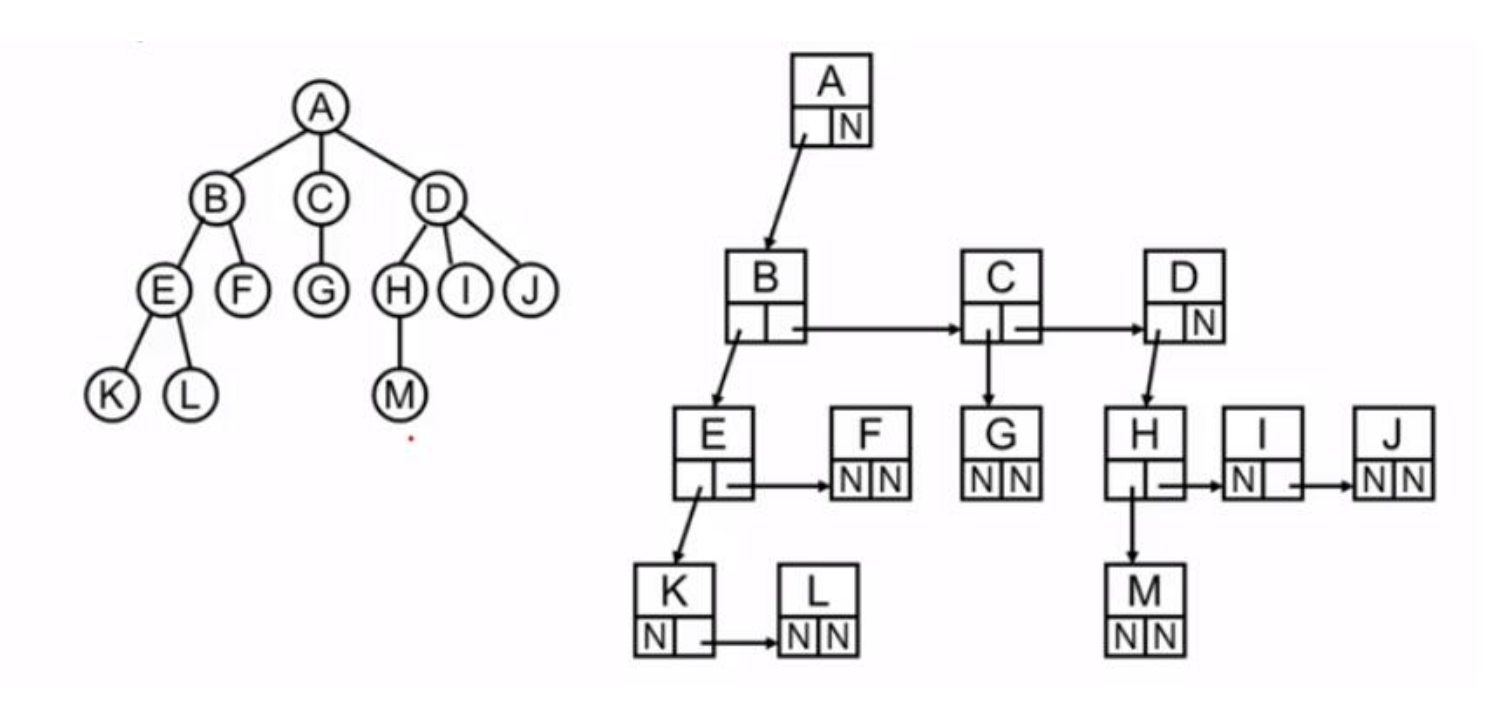 A
B C D
E F G H I J
K L M
A
N
B C D
N
E F G H I J
N N N N N N N
K L M
N N N N N